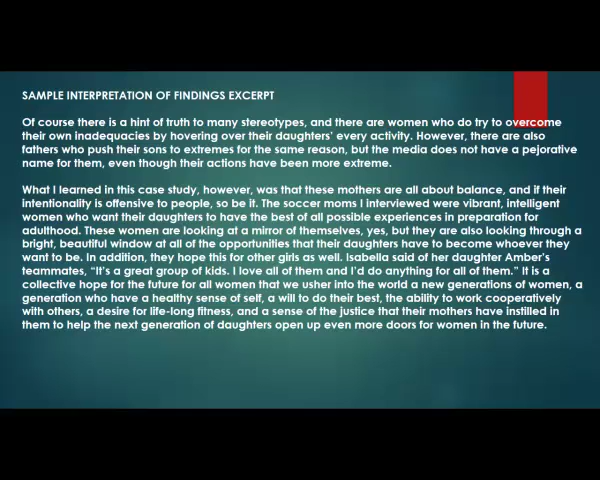 SAMPLE INTERPRETATION OF FINDINGS EXCERPT
Of course there is a hint of truth to many stereotypes, and there are women who do try to overcome
their own inadequacies by hovering over their daughters' every activity. However, there are also
fathers who push their sons to extremes for the same reason, but the media does not have a pejorative
name for them, even though their actions have been more extreme.
What I learned in this case study, however, was that these mothers are all about balance, and if their
intentionality is offensive to people, so be it. The soccer moms I interviewed were vibrant, intelligent
women who want their daughters to have the best of all possible experiences in preparation for
adulthood. These women are looking at a mirror of themselves, yes, but they are also looking through a
bright, beautiful window at all of the opportunities that their daughters have to become whoever they
want to be. In addition, they hope this for other girls as well. Isabella said of her daughter Amber's
teammates, "It's a great group of kids. I love all of them and I'd do anything for all of them." It is a
collective hope for the future for all women that we usher into the world a new generations of women, a
generation who have a healthy sense of self, a will to do their best, the ability to work cooperatively
with others, a desire for life-long fitness, and a sense of the justice that their mothers have instilled in
them to help the next generation of daughters open up even more doors for women in the future.